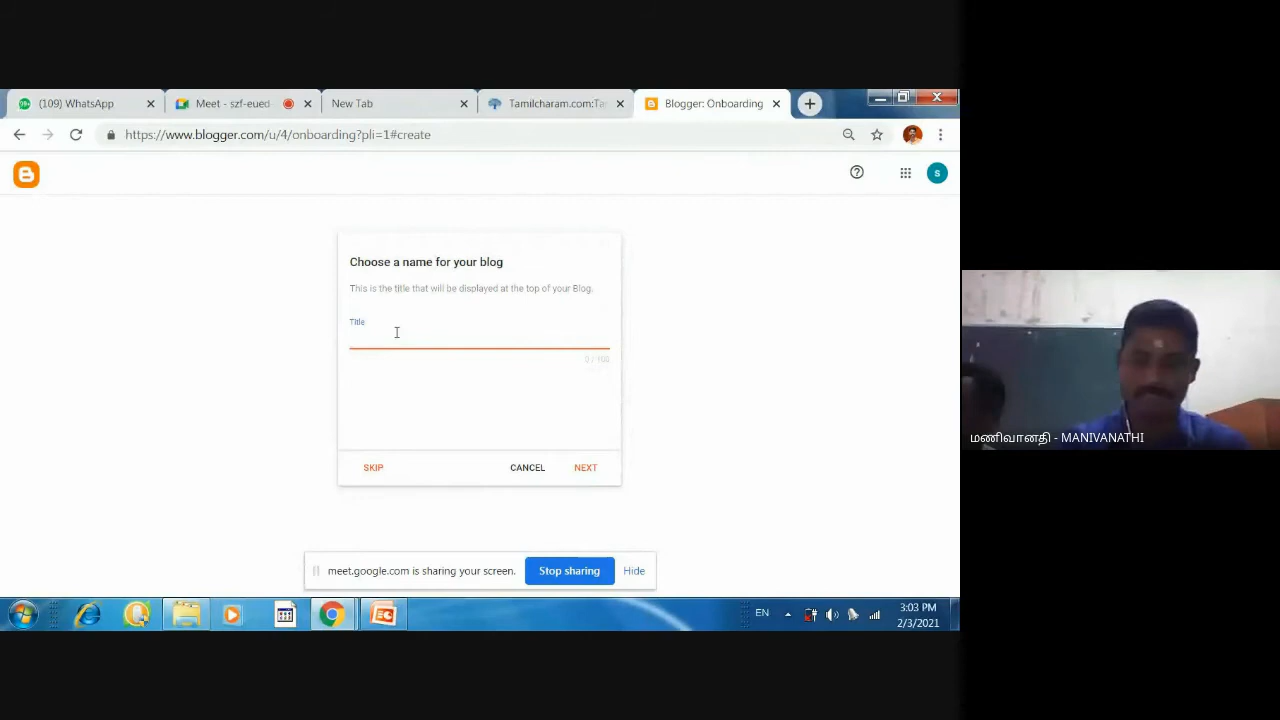 (109) WhatsApp
Meet - szf-eued
New Tab
Tamilcharam.com:Ta
Blogger: Onboarding
https://www.blogger.com/u/4/onboarding?pli=1#create
S
Choose a name for your blog
This is the title that will be displayed at the top of your Blog.
Title
0 / 100
SKIP
CANCEL
NEXT
மணிவானதி - MANIVANATHI
meet.google.com is sharing your screen.
Stop sharing
Hide
EN
3:03 PM
2/3/2021